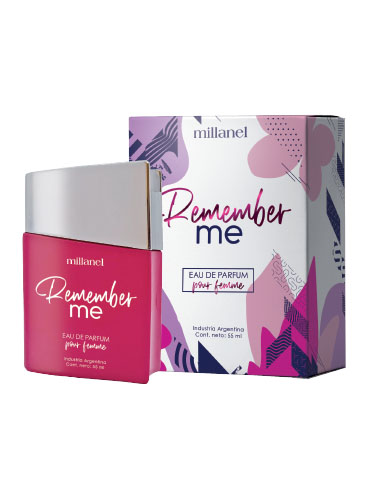 millanel
Remember
me
EAU DE PARFUM
pour femme
Industria Argentina
Cont. neto: 55 ml
millanel
Remember
me
EAU DE PARFUM
pour femme
Industria Argentina
Cont. neto: 55 ml